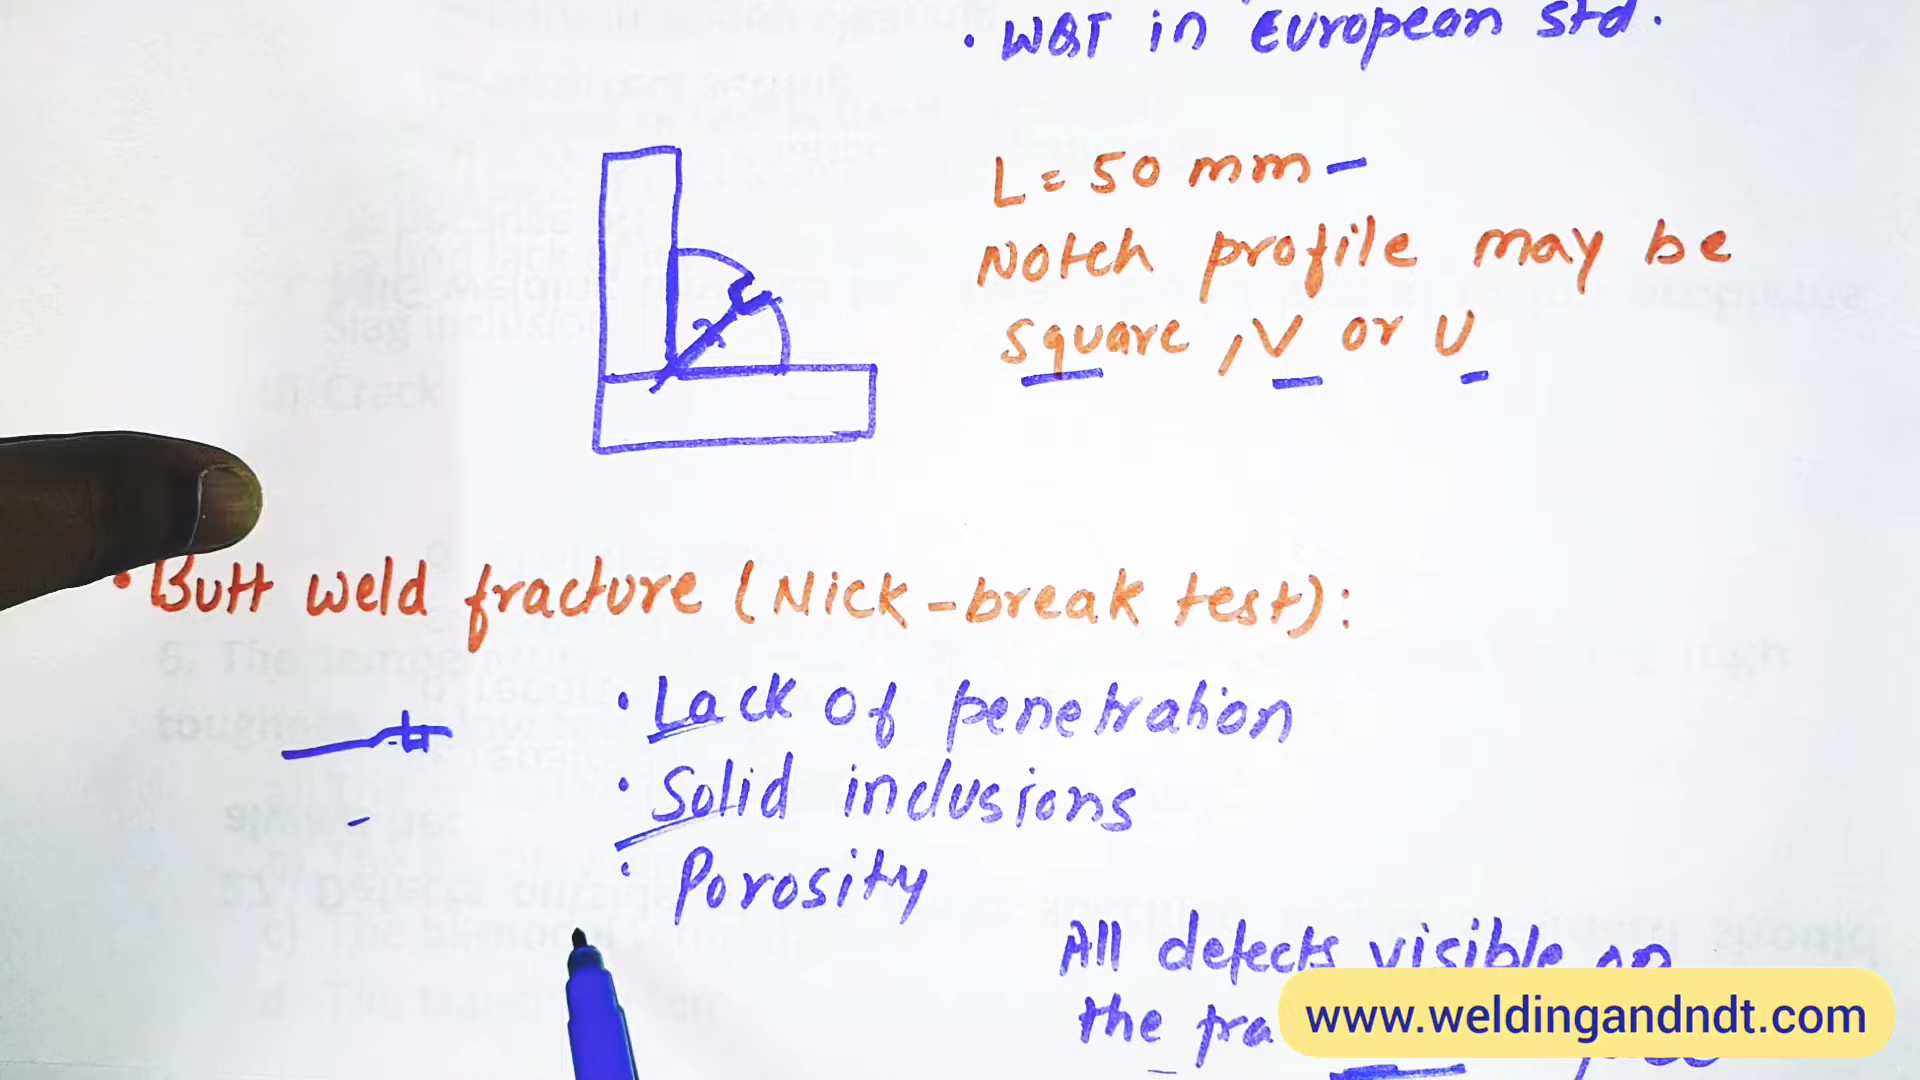 • WQT in European std.
L = 50 mm -
Notch profile may be
square, V or U
2
• Butt weld fracture (Nick-break test):
• Lack of penetration
• Solid inclusions
• Porosity
All defects visible on
the fra
www.weldingandndt.com